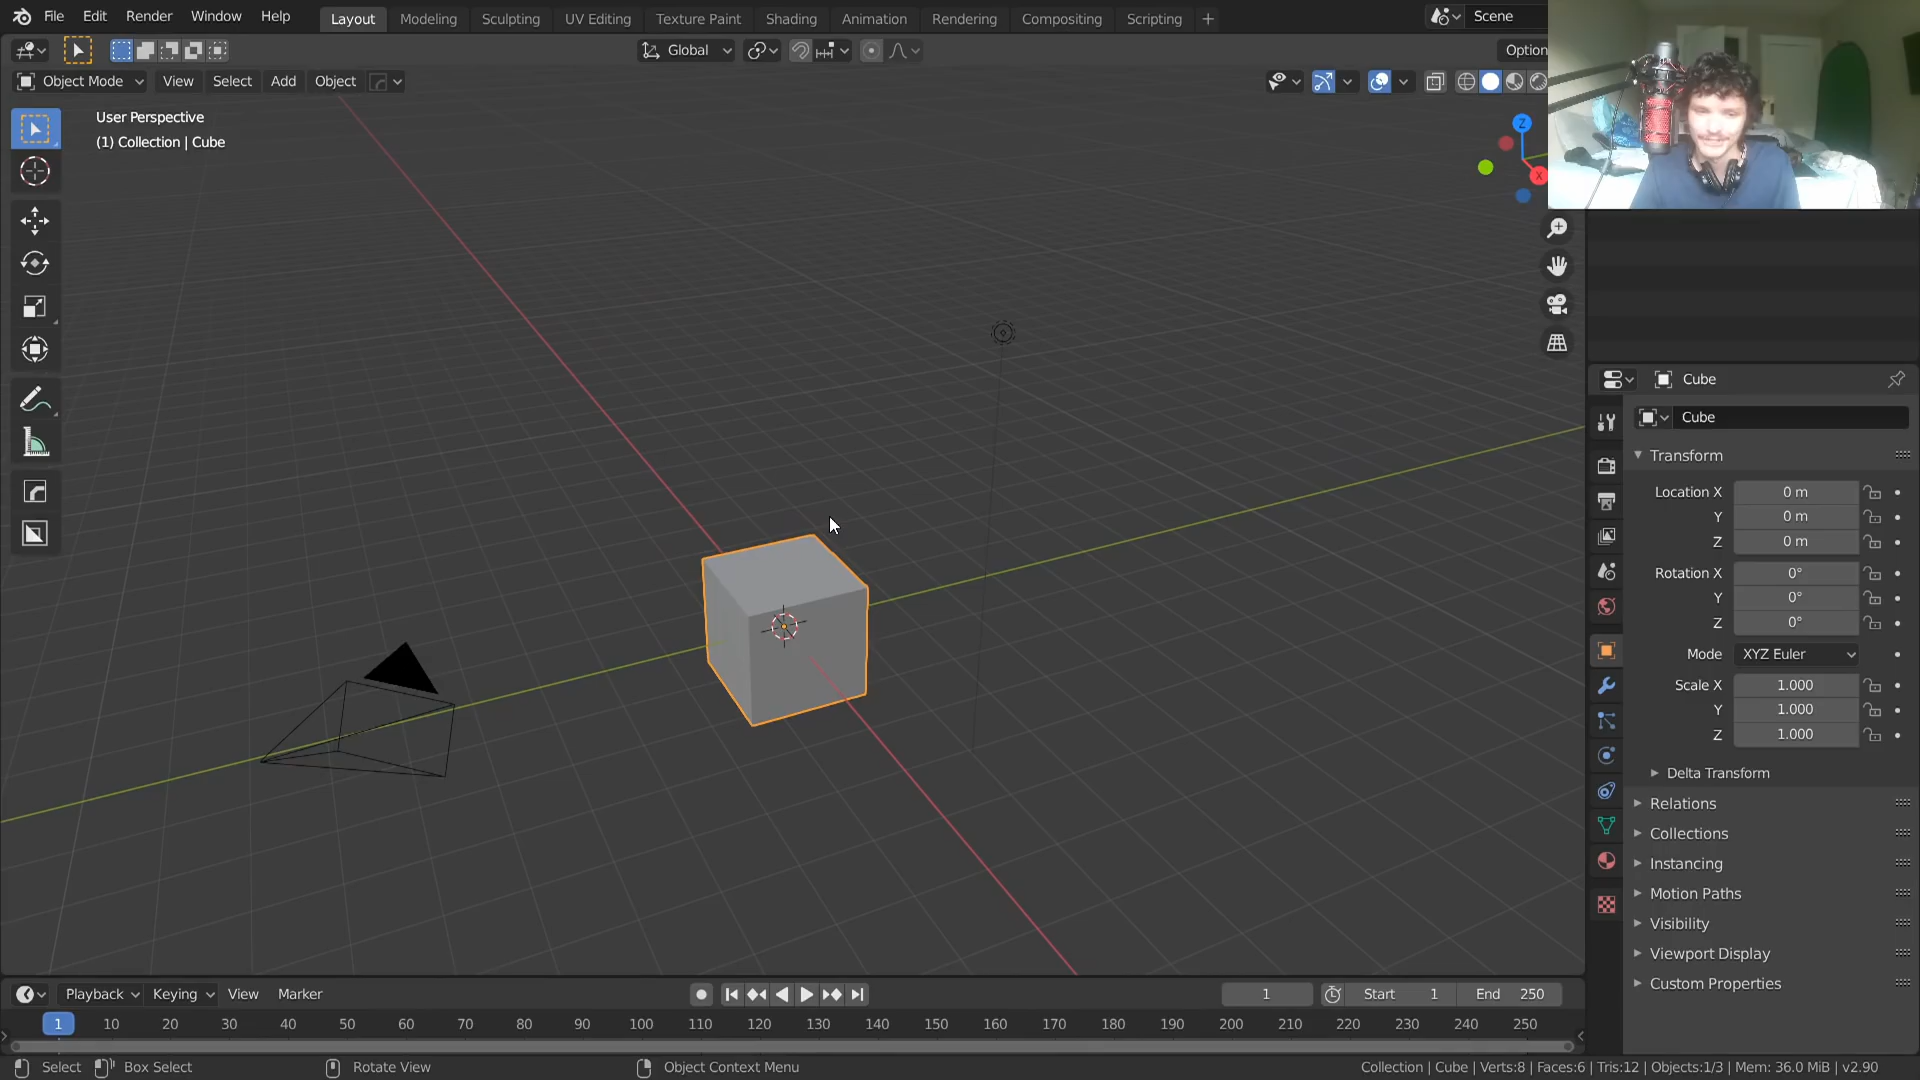 File Edit Render Window Help Layout Modeling Sculpting UV Editing Texture Paint Shading Animation Rendering Compositing Scripting + Scene
Global Option
Object Mode View Select Add Object
User Perspective
(1) Collection | Cube
Z
X
Cube
Cube
Transform
Location X 0 m
Y 0 m
Z 0 m
Rotation X 0°
Y 0°
Z 0°
Mode XYZ Euler
Scale X 1.000
Y 1.000
Z 1.000
Delta Transform
Relations
Collections
Instancing
Motion Paths
Visibility
Viewport Display
Custom Properties
Playback Keying View Marker 1 Start 1 End 250
1 10 20 30 40 50 60 70 80 90 100 110 120 130 140 150 160 170 180 190 200 210 220 230 240 250
Select Box Select Rotate View Object Context Menu Collection | Cube | Verts:8 | Faces:6 | Tris:12 | Objects:1/3 | Mem: 36.0 MiB | v2.90